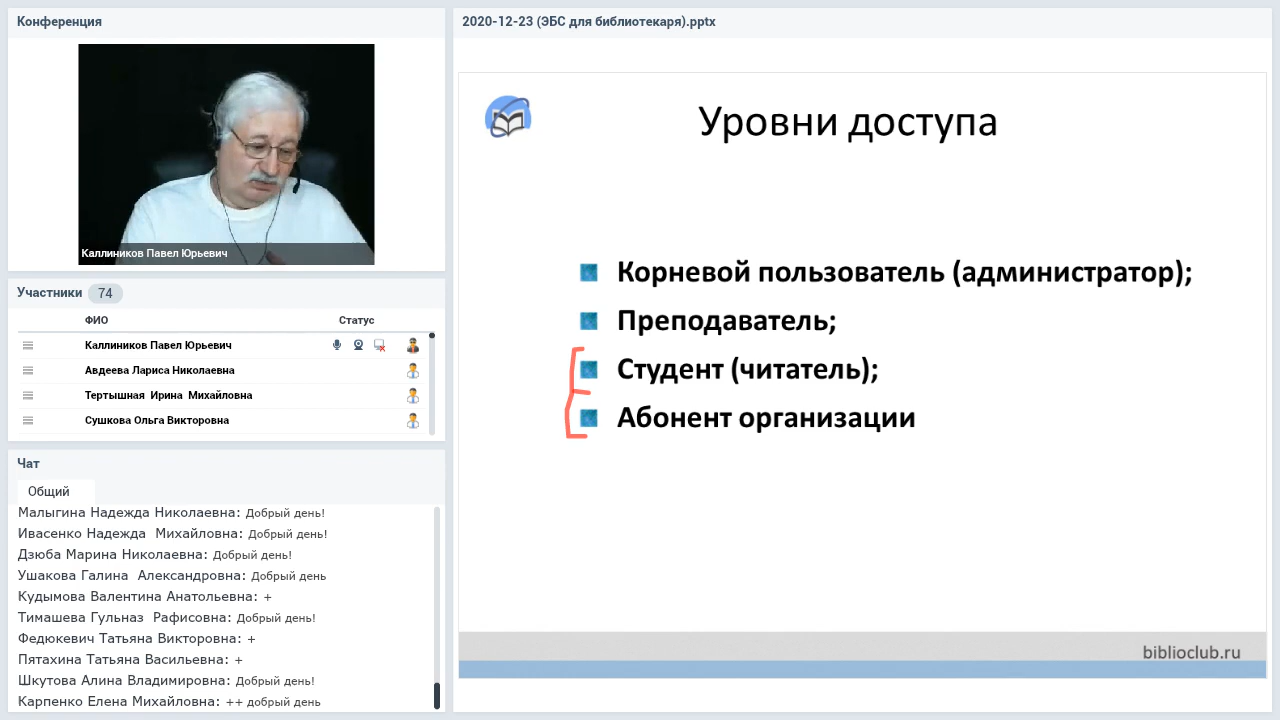 Конференция
Каллиников Павел Юрьевич
Участники 74
ФИО Статус
Каллиников Павел Юрьевич
Авдеева Лариса Николаевна
Тертышная Ирина Михайловна
Сушкова Ольга Викторовна
Чат
Общий
Малыгина Надежда Николаевна: Добрый день!
Ивасенко Надежда Михайловна: Добрый день!
Дзюба Марина Николаевна: Добрый день!
Ушакова Галина Александровна: Добрый день
Кудымова Валентина Анатольевна: +
Тимашева Гульназ Рафисовна: Добрый день!
Федюкевич Татьяна Викторовна: +
Пятахина Татьяна Васильевна: +
Шкутова Алина Владимировна: Добрый день!
Карпенко Елена Михайловна: ++ добрый день
2020-12-23 (ЭБС для библиотекаря).pptx
Уровни доступа
Корневой пользователь (администратор);
Преподаватель;
Студент (читатель);
Абонент организации
biblioclub.ru